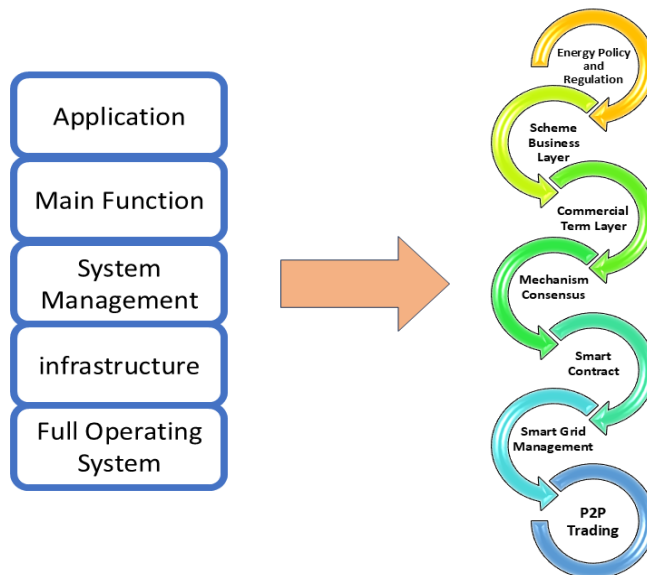 Application
Main Function
System
Management
infrastructure
Full Operating
System
Energy Policy
and
Regulation
Scheme
Business
Layer
Commercial
Term Layer
Mechanism
Consensus
Smart
Contract
Smart Grid
Management
P2P
Trading